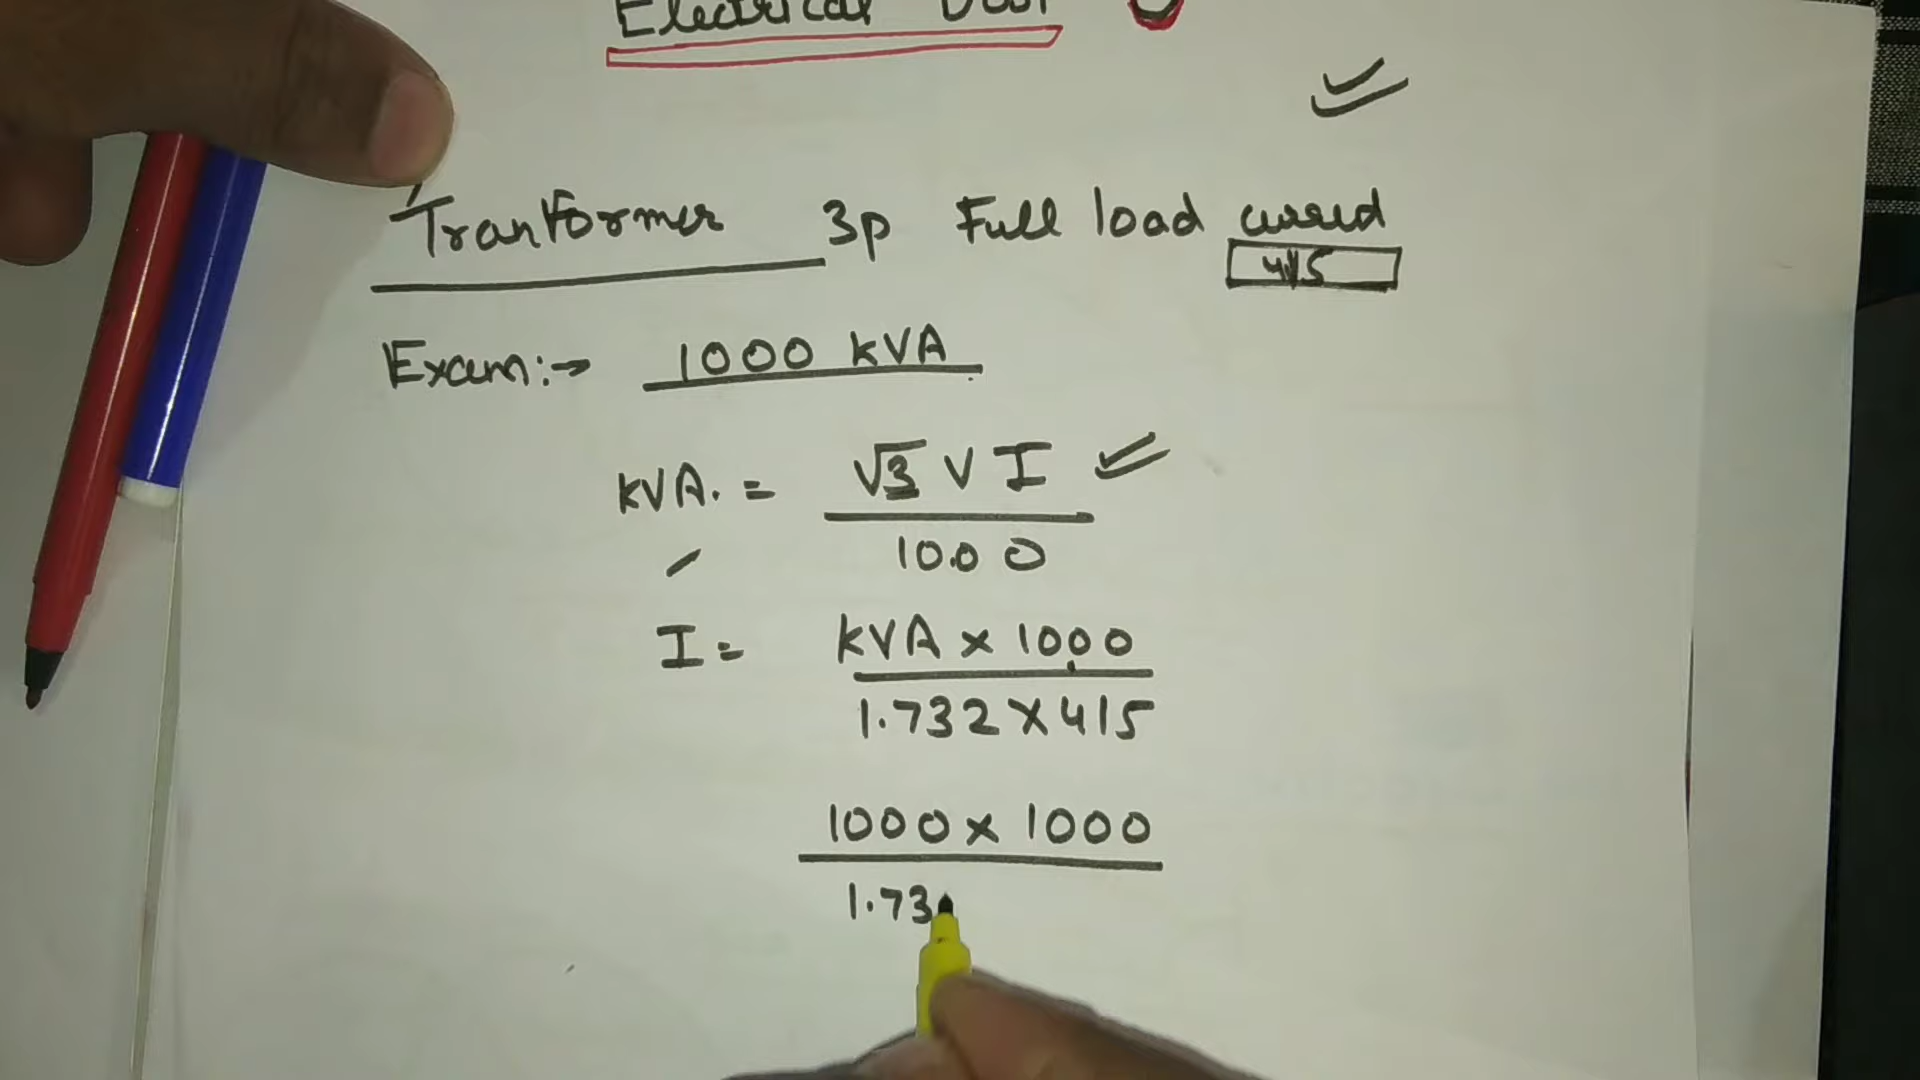 Electrical
Tranformer 3p Full load
415
Exam:→ 1000 kVA
kVA. = √3 V I
1000
I = kVA × 1000
1.732 × 415
1000 × 1000
1.73